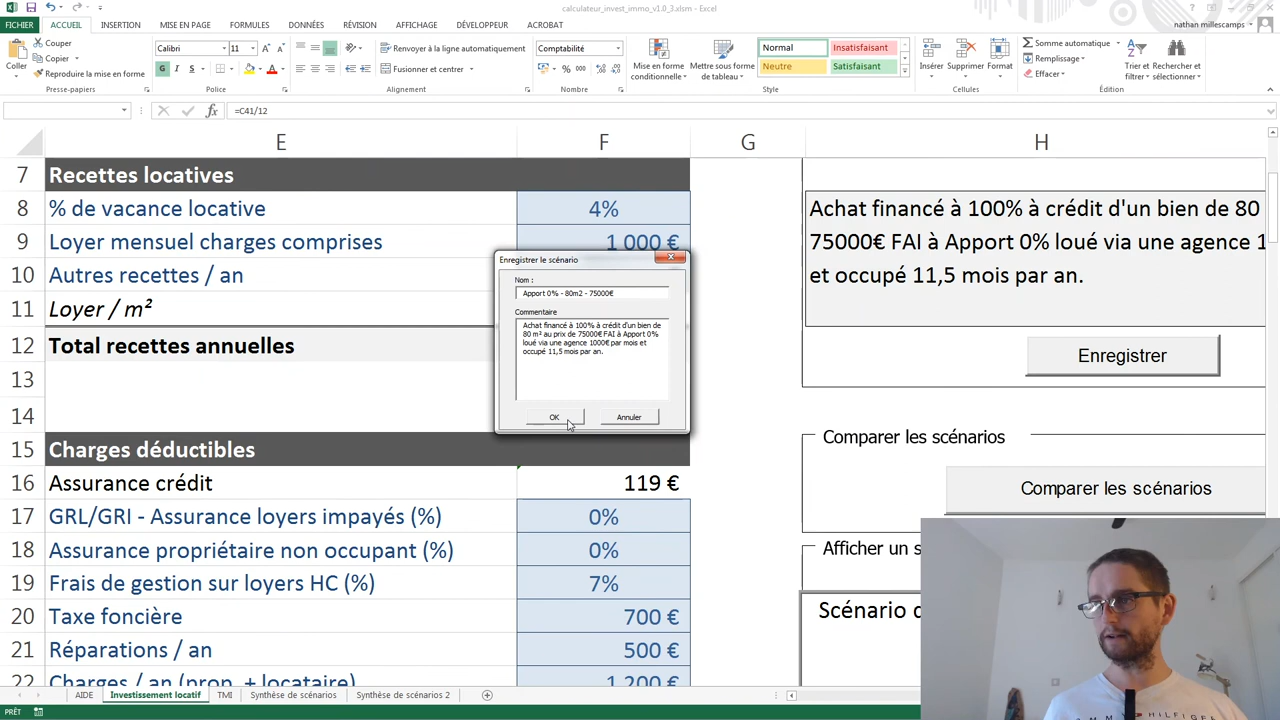 calculateur_invest_immo_v1.0_3.xlsm - Excel
FICHIER ACCUEIL INSERTION MISE EN PAGE FORMULES DONNÉES RÉVISION AFFICHAGE DÉVELOPPEUR ACROBAT
nathan millescamps
Coller
Couper
Copier
Reproduire la mise en forme
Presse-papiers
Calibri 11
G I S
Police
Renvoyer à la ligne automatiquement
Fusionner et centrer
Alignement
Comptabilité
% 000
Nombre
Mise en forme conditionnelle
Mettre sous forme de tableau
Normal Insatisfaisant
Neutre Satisfaisant
Style
Insérer Supprimer Format
Cellules
Somme automatique
Remplissage
Effacer
Trier et filtrer
Rechercher et sélectionner
Édition
=C41/12
E F G H
7 Recettes locatives
8 % de vacance locative 4%
9 Loyer mensuel charges comprises 1 000 €
10 Autres recettes / an
11 Loyer / m²
12 Total recettes annuelles
13
14
15 Charges déductibles
16 Assurance crédit 119 €
17 GRL/GRI - Assurance loyers impayés (%) 0%
18 Assurance propriétaire non occupant (%) 0%
19 Frais de gestion sur loyers HC (%) 7%
20 Taxe foncière 700 €
21 Réparations / an 500 €
22 Charges / an (prop. + locataire) 1 200 €
Achat financé à 100% à crédit d'un bien de 80
75000€ FAI à Apport 0% loué via une agence 1
et occupé 11,5 mois par an.
Enregistrer
Comparer les scénarios
Comparer les scénarios
Afficher un s
Scénario
Enregistrer le scénario
Nom :
Apport 0% - 80m2 - 75000€
Commentaire
Achat financé à 100% à crédit d'un bien de
80 m² au prix de 75000€ FAI à Apport 0%
loué via une agence 1000€ par mois et
occupé 11,5 mois par an.
OK Annuler
AIDE Investissement locatif TMI Synthèse de scénarios Synthèse de scénarios 2
PRÊT